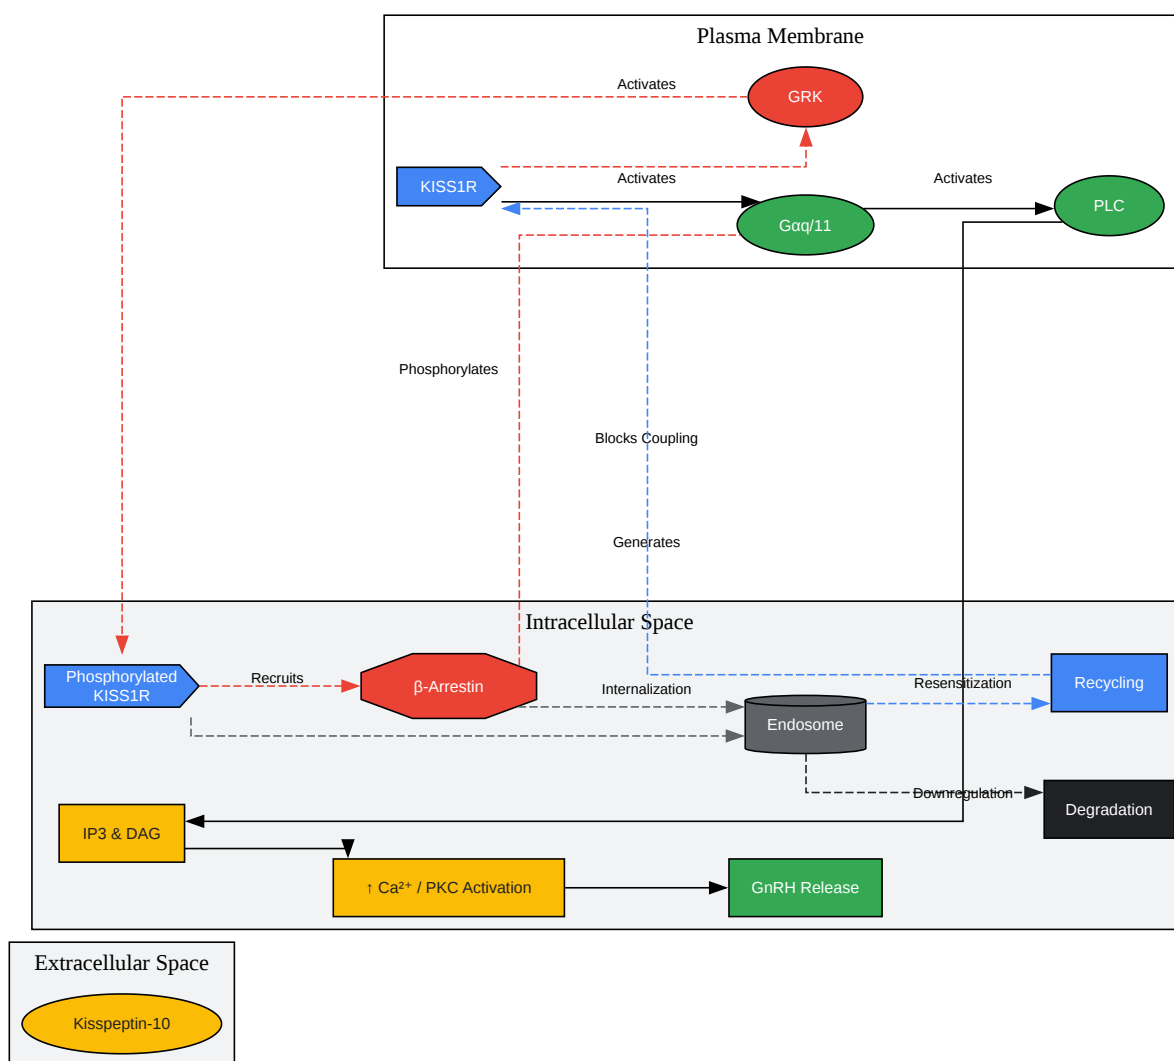 Plasma Membrane
Activates
GRK
KISS1R
Activates
Activates
PLC
Gαq/11
Phosphorylates
Blocks Coupling
Generates
Intracellular Space
Phosphorylated
KISS1R
Recruits
β-Arrestin
Internalization
Endosome
Resensitization
Recycling
Downregulation
Degradation
IP3 & DAG
↑ Ca²⁺ / PKC Activation
GnRH Release
Extracellular Space
Kisspeptin-10